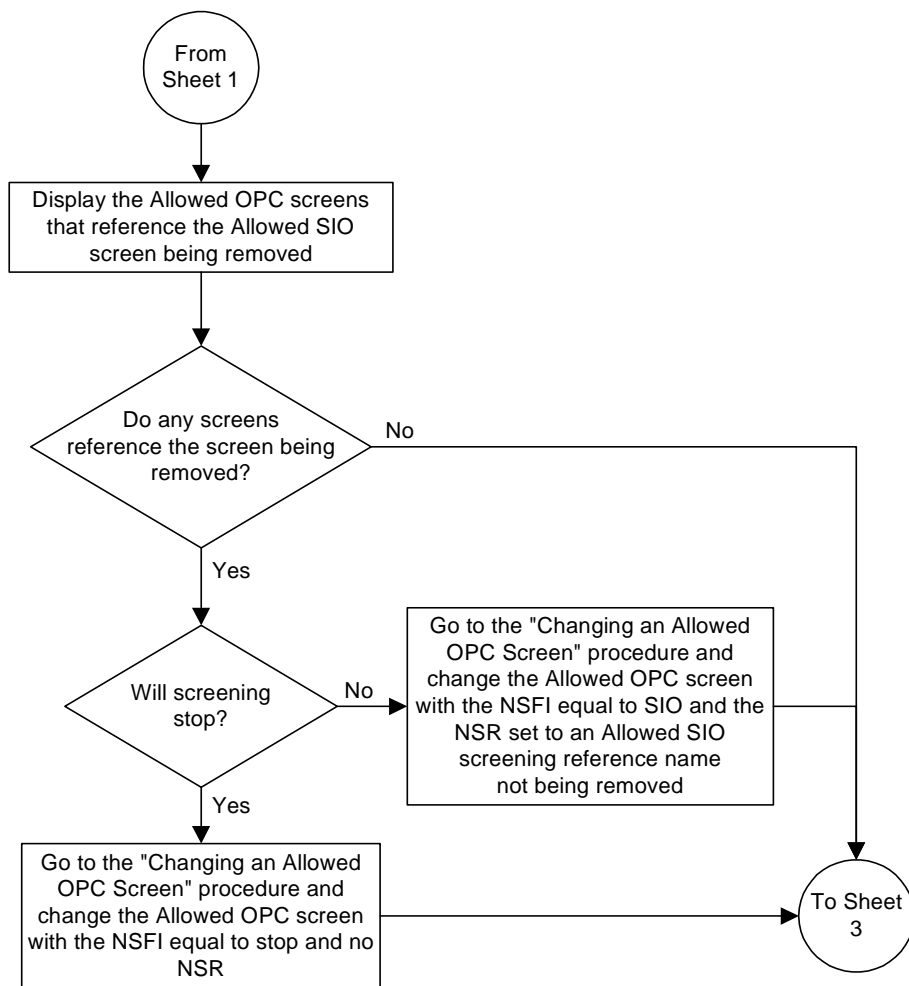 From
Sheet 1
Display the Allowed OPC screens
that reference the Allowed SIO
screen being removed
Do any screens
reference the screen being
removed?
No
Yes
Will screening
stop?
No
Go to the "Changing an Allowed
OPC Screen" procedure and
change the Allowed OPC screen
with the NSFI equal to SIO and the
NSR set to an Allowed SIO
screening reference name
not being removed
Yes
Go to the "Changing an Allowed
OPC Screen" procedure and
change the Allowed OPC screen
with the NSFI equal to stop and no
NSR
To Sheet
3